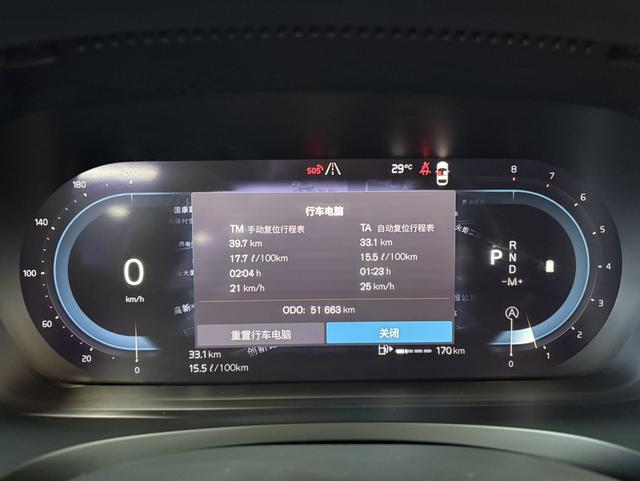 SOS
29°C
行车电脑
TM 手动复位行程表
39.7 km
17.7 ℓ/100km
02:04 h
21 km/h
TA 自动复位行程表
33.1 km
15.5 ℓ/100km
01:23 h
25 km/h
ODO: 51 663 km
重置行车电脑
关闭
200
180
140
100
60
20
0
0
km/h
8
7
6
5
4
3
2
1
0
P
R
N
D
-M+
A
33.1 km
15.5 ℓ/100km
170 km